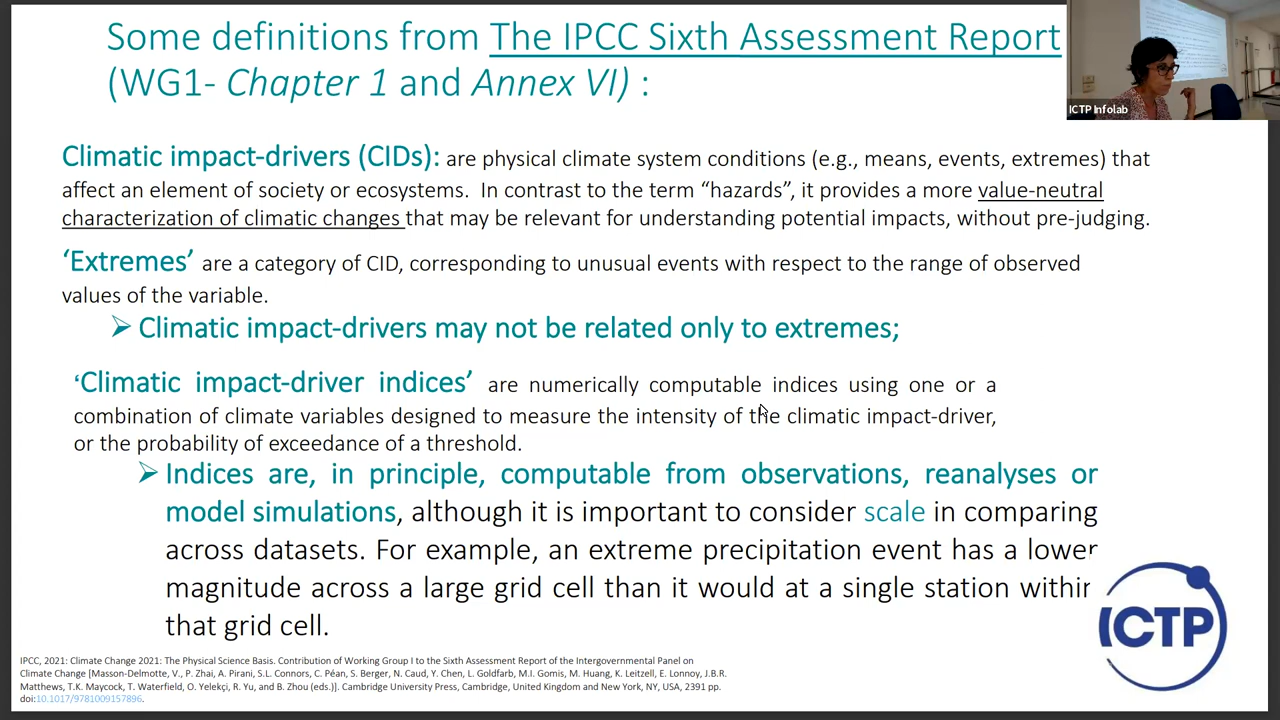 Some definitions from The IPCC Sixth Assessment Report
(WG1- Chapter 1 and Annex VI) :
ICTP Infolab
Climatic impact-drivers (CIDs): are physical climate system conditions (e.g., means, events, extremes) that
affect an element of society or ecosystems. In contrast to the term “hazards”, it provides a more value-neutral
characterization of climatic changes that may be relevant for understanding potential impacts, without pre-judging.
‘Extremes’ are a category of CID, corresponding to unusual events with respect to the range of observed
values of the variable.
➢ Climatic impact-drivers may not be related only to extremes;
‘Climatic impact-driver indices’ are numerically computable indices using one or a
combination of climate variables designed to measure the intensity of the climatic impact-driver,
or the probability of exceedance of a threshold.
➢ Indices are, in principle, computable from observations, reanalyses or
model simulations, although it is important to consider scale in comparing
across datasets. For example, an extreme precipitation event has a lower
magnitude across a large grid cell than it would at a single station within
that grid cell.
ICTP
IPCC, 2021: Climate Change 2021: The Physical Science Basis. Contribution of Working Group I to the Sixth Assessment Report of the Intergovernmental Panel on
Climate Change [Masson-Delmotte, V., P. Zhai, A. Pirani, S.L. Connors, C. Péan, S. Berger, N. Caud, Y. Chen, L. Goldfarb, M.I. Gomis, M. Huang, K. Leitzell, E. Lonnoy, J.B.R.
Matthews, T.K. Maycock, T. Waterfield, O. Yelekçi, R. Yu, and B. Zhou (eds.)]. Cambridge University Press, Cambridge, United Kingdom and New York, NY, USA, 2391 pp.
doi:10.1017/9781009157896.